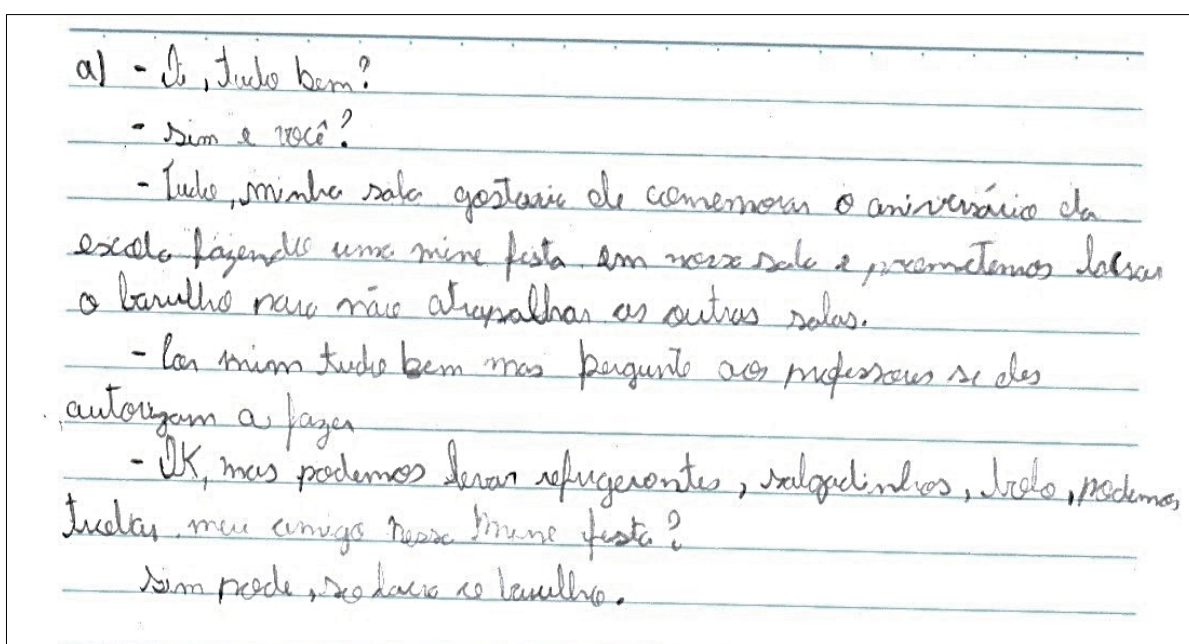 a) - Oi, tudo bem?
- sim e você?
- Tudo, minha sala gostaria de comemorar o aniversário da
escola fazendo uma mine festa em nossa sala e prometemos baixar
o barulho para não atrapalhar as outras salas.
- Por mim tudo bem mas pergunte aos professores se eles
autorizam a fazer
- OK, mas podemos levar refrigerantes, salgadinhos, bolo, podemos
meu amigo nessa mine festa?
sim pode, so o barulho.